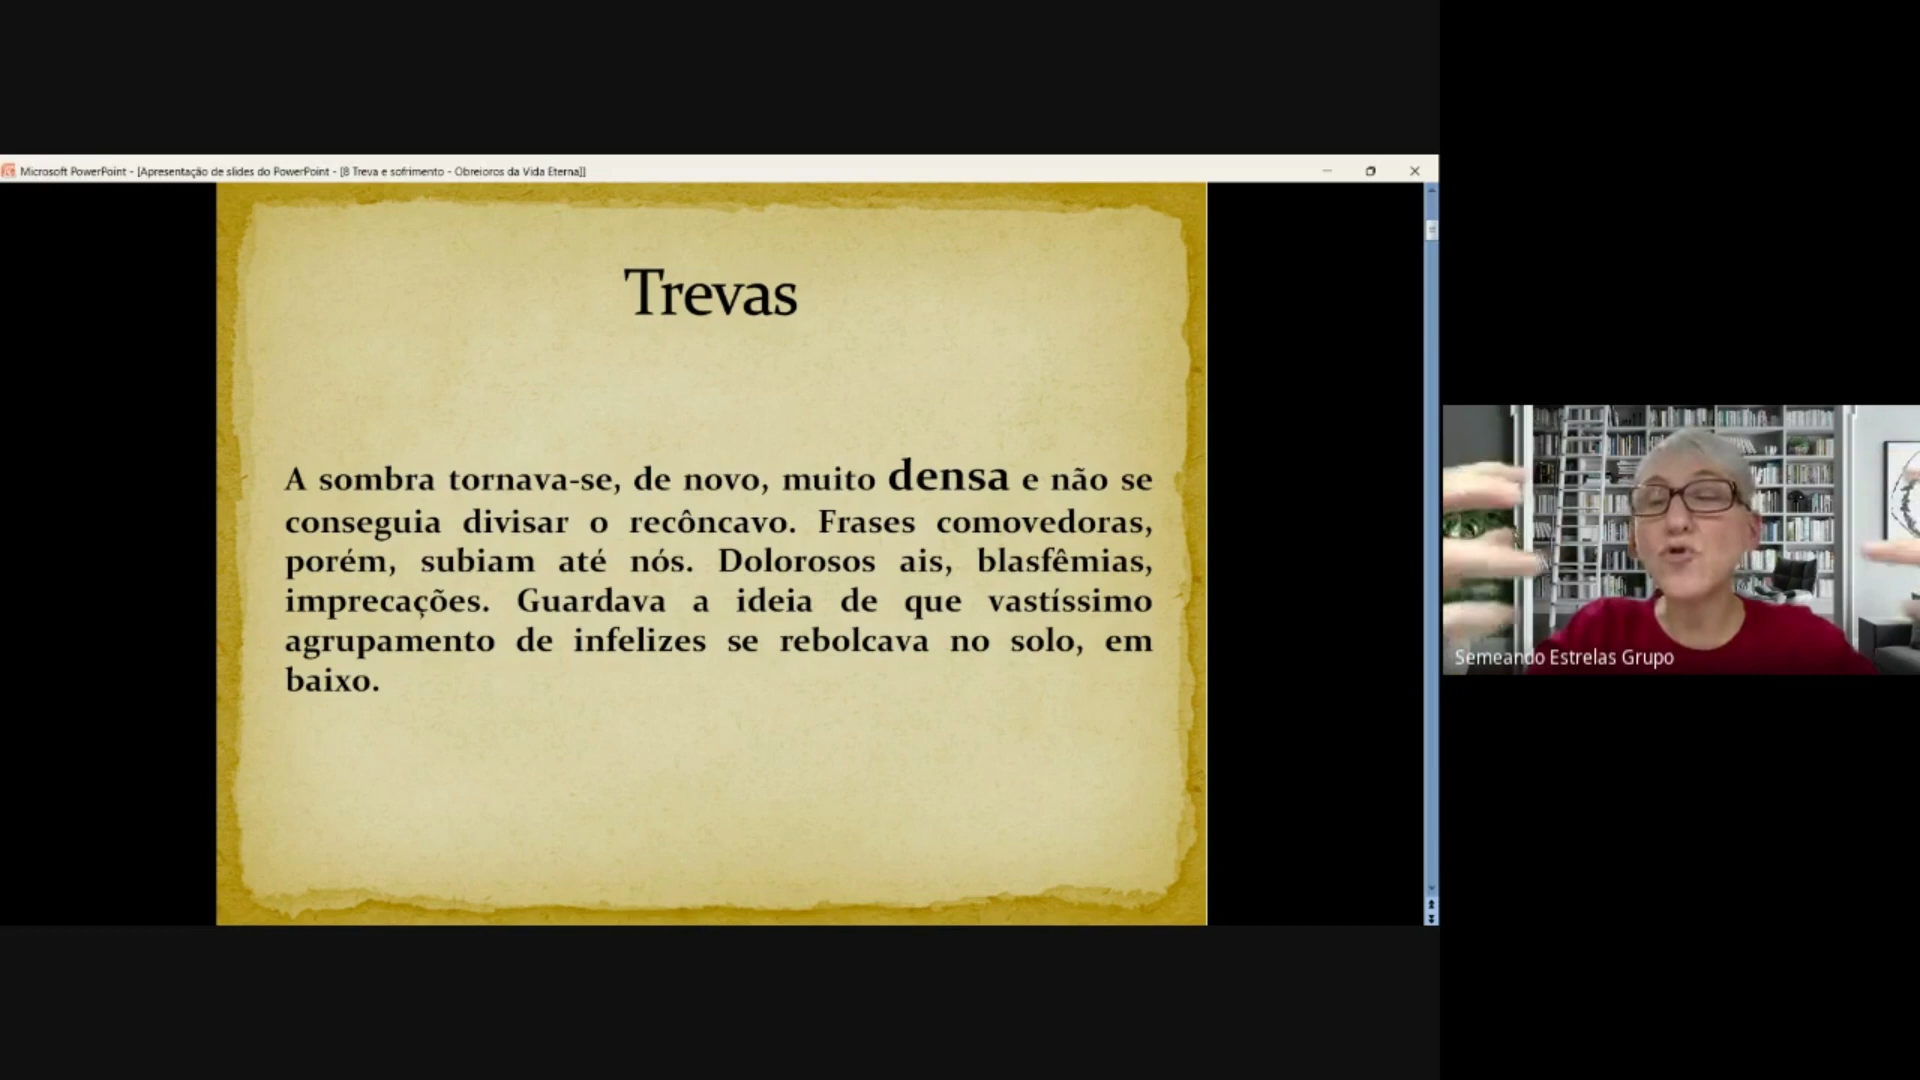 Microsoft PowerPoint - [Apresentação de slides do PowerPoint - [8 Treva e sofrimento - Obreioros da Vida Eterna]]
Trevas
A sombra tornava-se, de novo, muito densa e não se
conseguia divisar o recôncavo. Frases comovedoras,
porém, subiam até nós. Dolorosos ais, blasfêmias,
imprecações. Guardava a ideia de que vastíssimo
agrupamento de infelizes se rebolcava no solo, em
baixo.
Semeando Estrelas Grupo